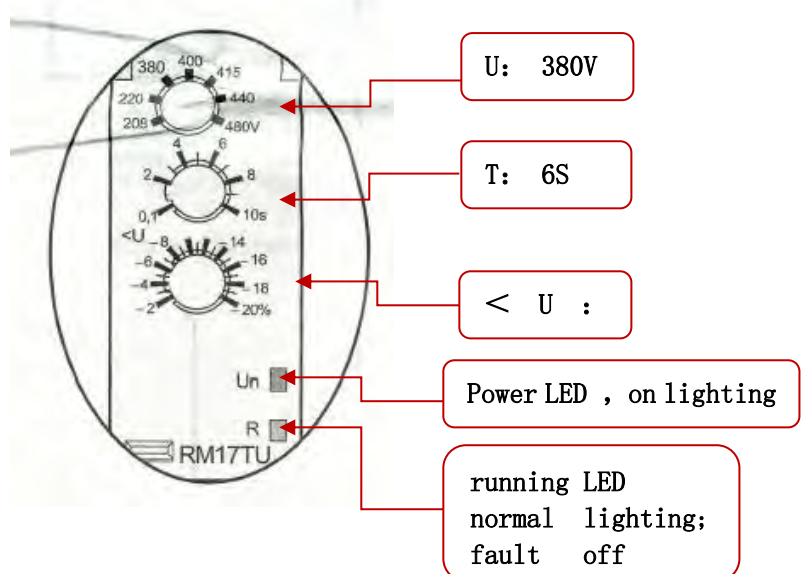 380
400
415
220
440
208
480V
U: 380V
4
6
2
8
0,1
10s
T: 6S
<U
-8
-14
-6
-16
-4
-18
-2
-20%
< U :
Un
Power LED , on lighting
R
RM17TU
running LED
normal lighting;
fault off